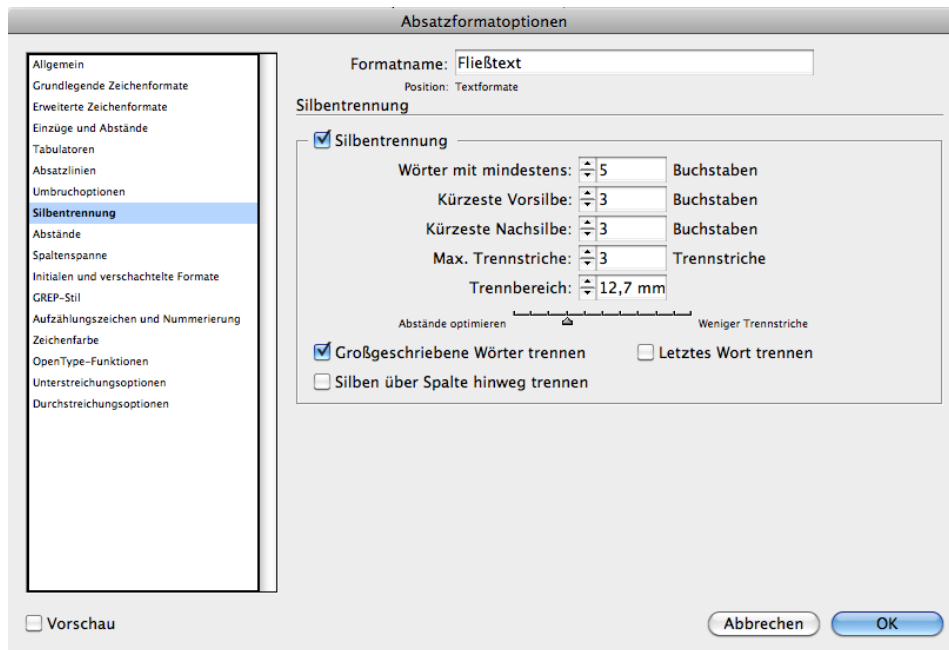 Absatzformatoptionen
Allgemein
Grundlegende Zeichenformate
Erweiterte Zeichenformate
Einzüge und Abstände
Tabulatoren
Absatzlinien
Umbruchoptionen
Silbentrennung
Abstände
Spaltenspanne
Initialen und verschachtelte Formate
GREP-Stil
Aufzählungszeichen und Nummerierung
Zeichenfarbe
OpenType-Funktionen
Unterstreichungsoptionen
Durchstreichungsoptionen
Formatname: Fließtext
Position: Textformate
Silbentrennung
Silbentrennung
Wörter mit mindestens: 5 Buchstaben
Kürzeste Vorsilbe: 3 Buchstaben
Kürzeste Nachsilbe: 3 Buchstaben
Max. Trennstriche: 3 Trennstriche
Trennbereich: 12,7 mm
Abstände optimieren Weniger Trennstriche
Großgeschriebene Wörter trennen Letztes Wort trennen
Silben über Spalte hinweg trennen
Vorschau Abbrechen OK